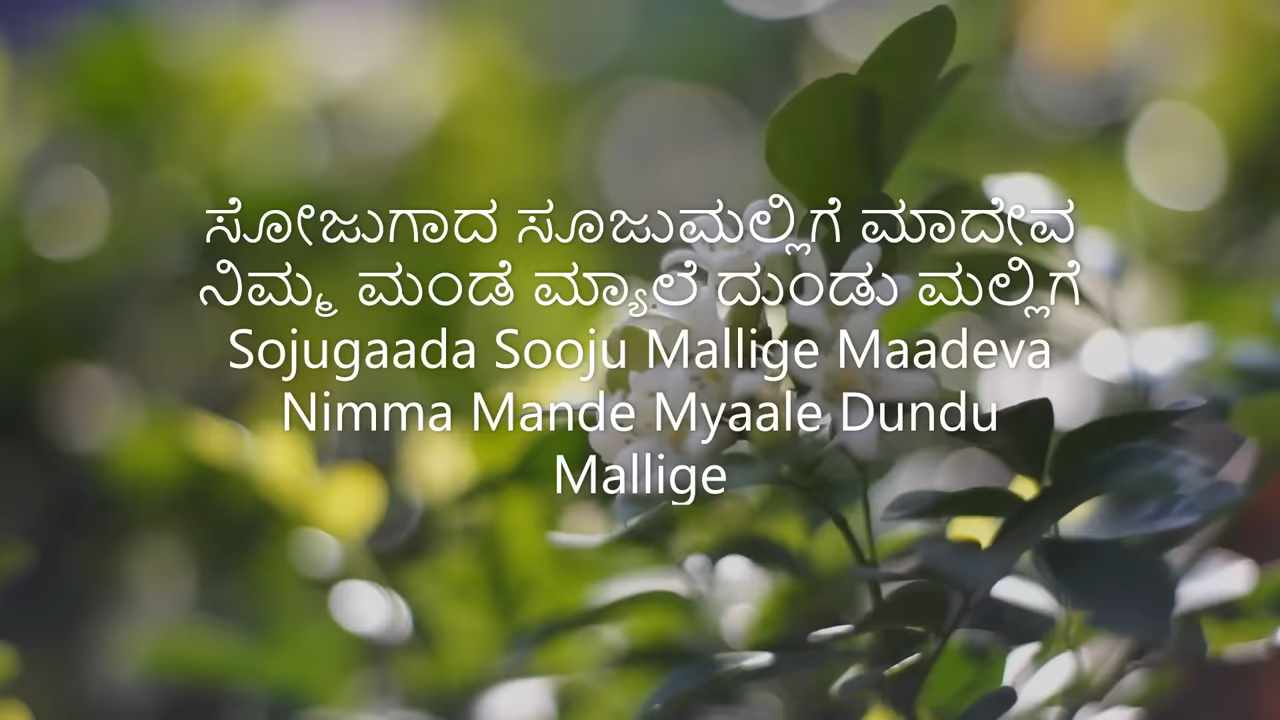 ಸೋಜುಗಾದ ಸೂಜುಮಲ್ಲಿಗೆ ಮಾದೇವ
ನಿಮ್ಮ ಮಂಡೆ ಮ್ಯಾಲೆ ದುಂಡು ಮಲ್ಲಿಗೆ
Sojugaada Sooju Mallige Maadeva
Nimma Mande Myaale Dundu
Mallige